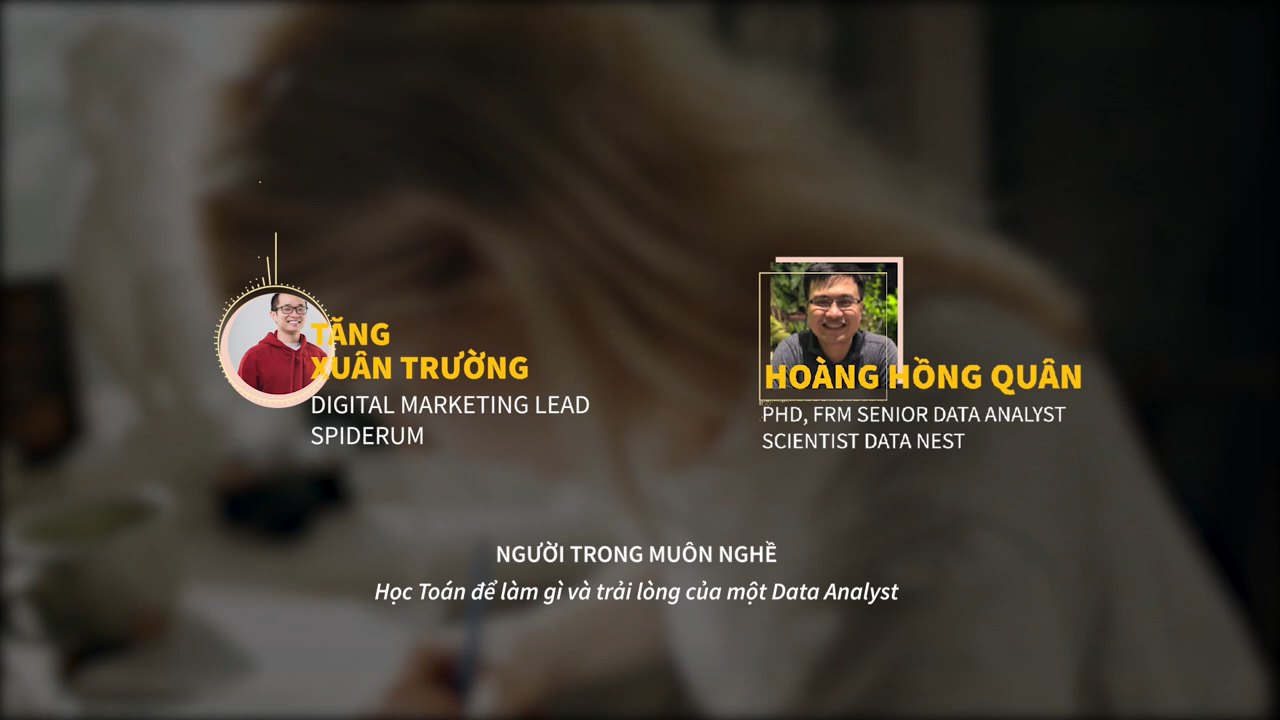 TĂNG
XUÂN TRƯỜNG
DIGITAL MARKETING LEAD
SPIDERUM
HOÀNG HỒNG QUÂN
PHD, FRM SENIOR DATA ANALYST
SCIENTIST DATA NEST
NGƯỜI TRONG MUÔN NGHỀ
Học Toán để làm gì và trải lòng của một Data Analyst